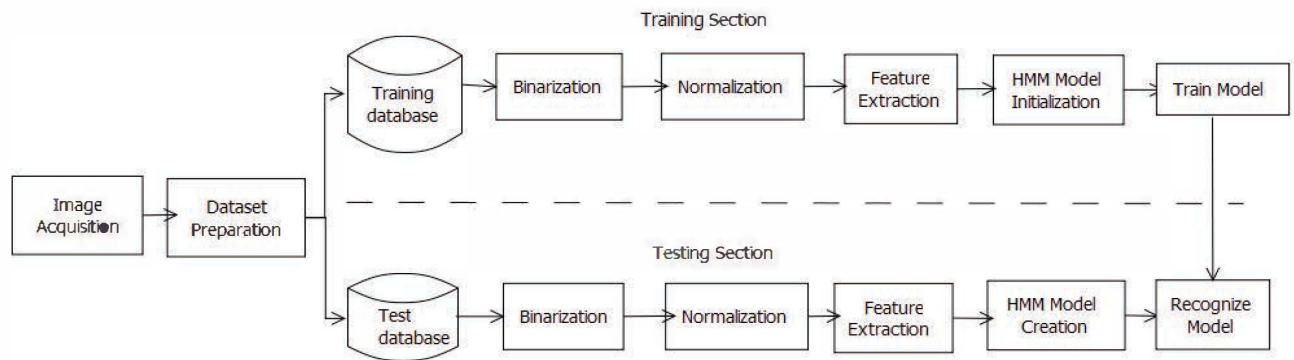 Training Section
Training
database
Binarization
Normalization
Feature
Extraction
HMM Model
Initialization
Train Model
Image
Acquisition
Dataset
Preparation
Testing Section
Test
database
Binarization
Normalization
Feature
Extraction
HMM Model
Creation
Recognize
Model